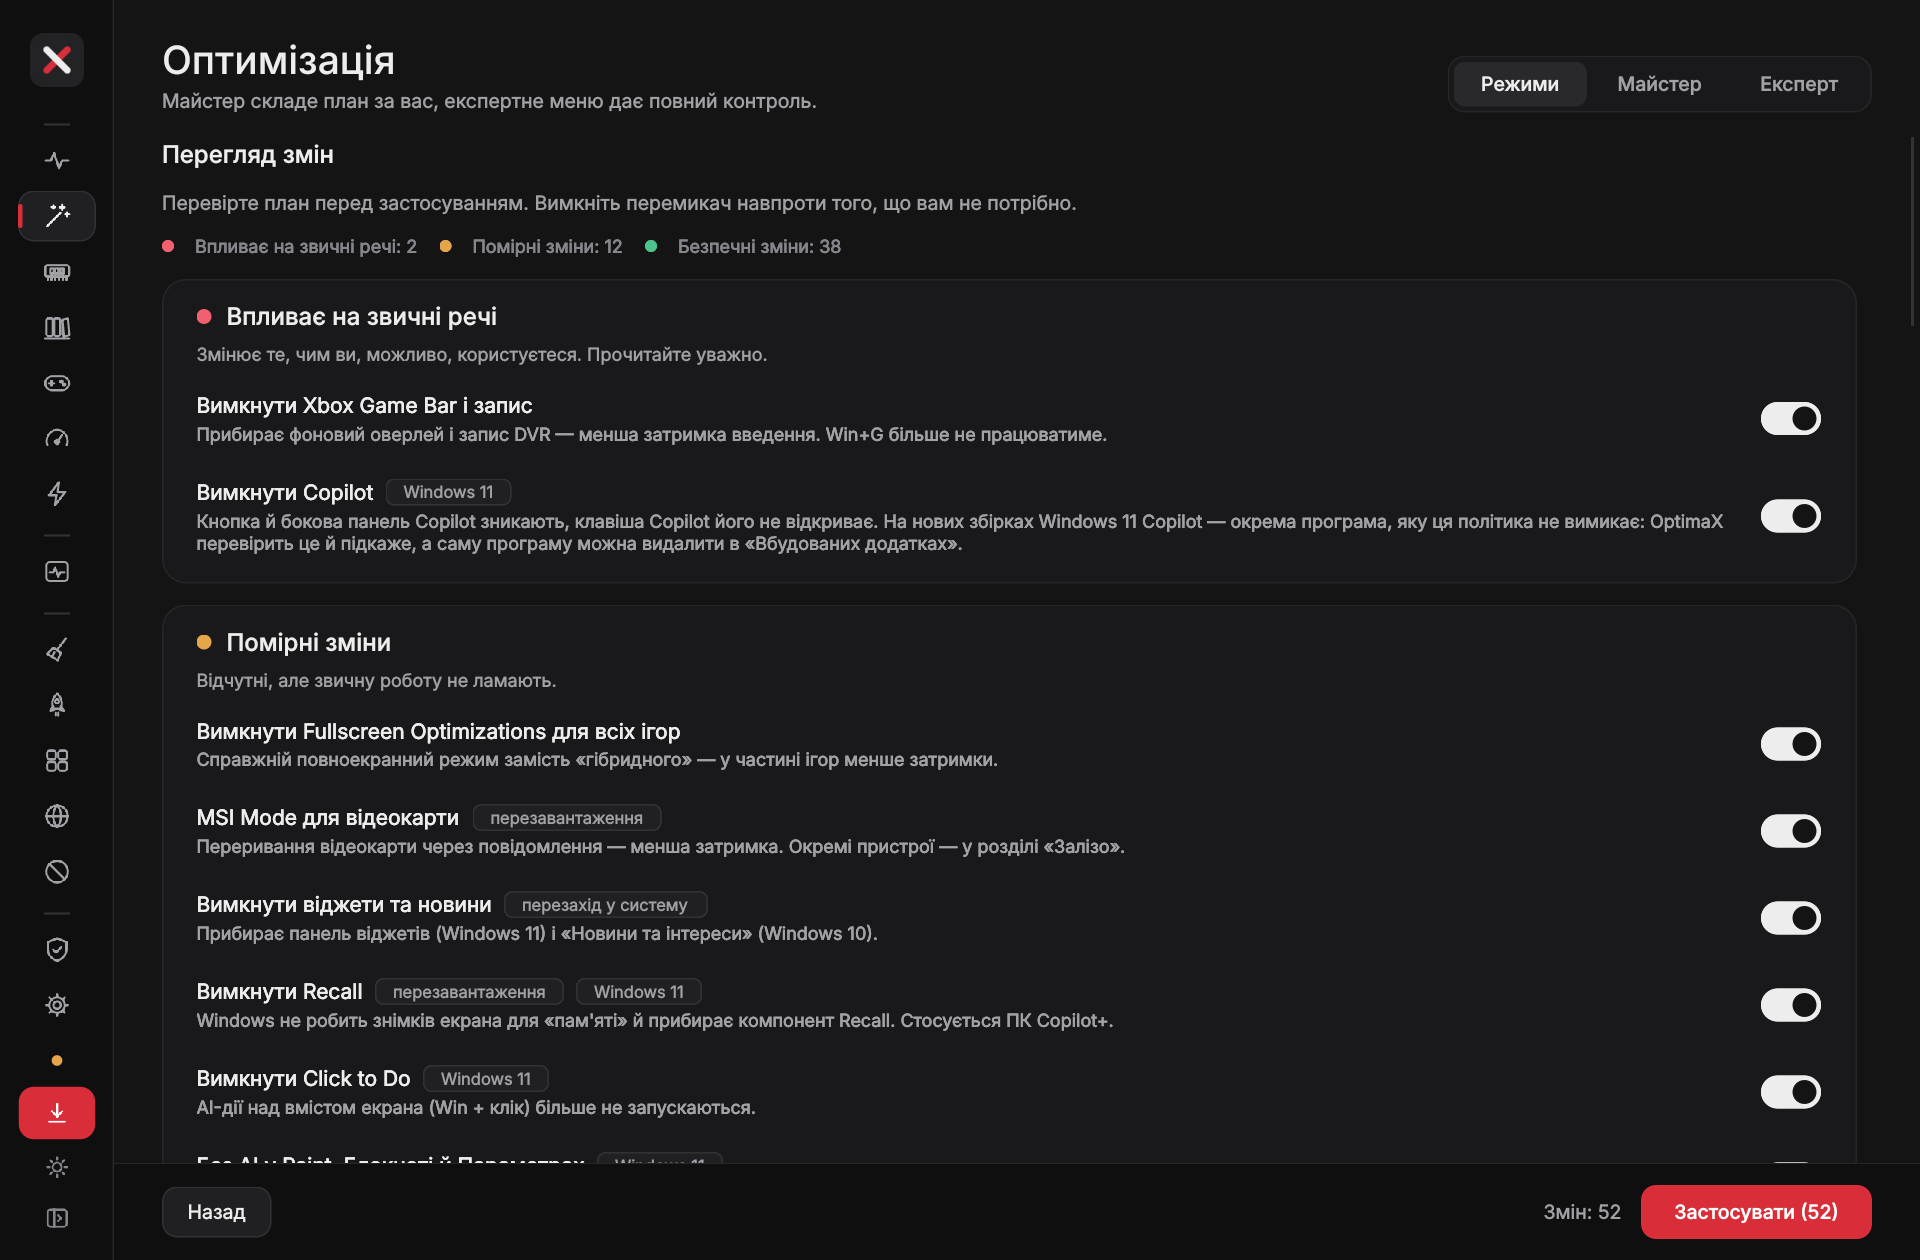 Оптимізація
Майстер складе план за вас, експертне меню дає повний контроль.
Режими
Майстер
Експерт
Перегляд змін
Перевірте план перед застосуванням. Вимкніть перемикач навпроти того, що вам не потрібно.
Впливає на звичні речі: 2
Помірні зміни: 12
Безпечні зміни: 38
Впливає на звичні речі
Змінює те, чим ви, можливо, користуєтеся. Прочитайте уважно.
Вимкнути Xbox Game Bar і запис
Прибирає фоновий оверлей і запис DVR — менша затримка введення. Win+G більше не працюватиме.
Вимкнути Copilot
Windows 11
Кнопка й бокова панель Copilot зникають, клавіша Copilot його не відкриває. На нових збірках Windows 11 Copilot — окрема програма, яку ця політика не вимикає: OptimaX
перевірить це й підкаже, а саму програму можна видалити в «Вбудованих додатках».
Помірні зміни
Відчутні, але звичну роботу не ламають.
Вимкнути Fullscreen Optimizations для всіх ігор
Справжній повноекранний режим замість «гібридного» — у частині ігор менше затримки.
MSI Mode для відеокарти
перезавантаження
Переривання відеокарти через повідомлення — менша затримка. Окремі пристрої — у розділі «Залізо».
Вимкнути віджети та новини
перезахід у систему
Прибирає панель віджетів (Windows 11) і «Новини та інтереси» (Windows 10).
Вимкнути Recall
перезавантаження
Windows 11
Windows не робить знімків екрана для «пам'яті» й прибирає компонент Recall. Стосується ПК Copilot+.
Вимкнути Click to Do
Windows 11
AI-дії над вмістом екрана (Win + клік) більше не запускаються.
Без AI у Paint, Блокноті й Параметрах
Windows 11
Назад
Змін: 52
Застосувати (52)